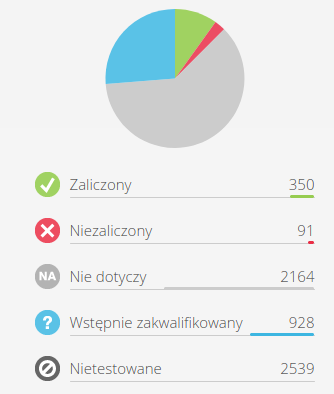 Zaliczony 350
Niezaliczony 91
NA Nie dotyczy 2164
? Wstępnie zakwalifikowany 928
Nietestowane 2539